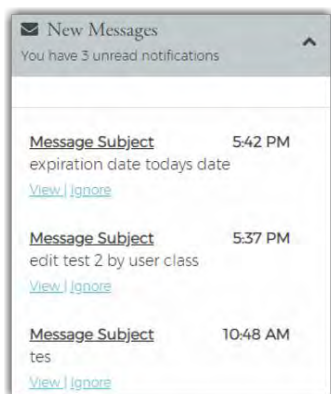 New Messages
You have 3 unread notifications
Message Subject 5:42 PM
expiration date todays date
View | Ignore
Message Subject 5:37 PM
edit test 2 by user class
View | Ignore
Message Subject 10:48 AM
tes
View | Ignore